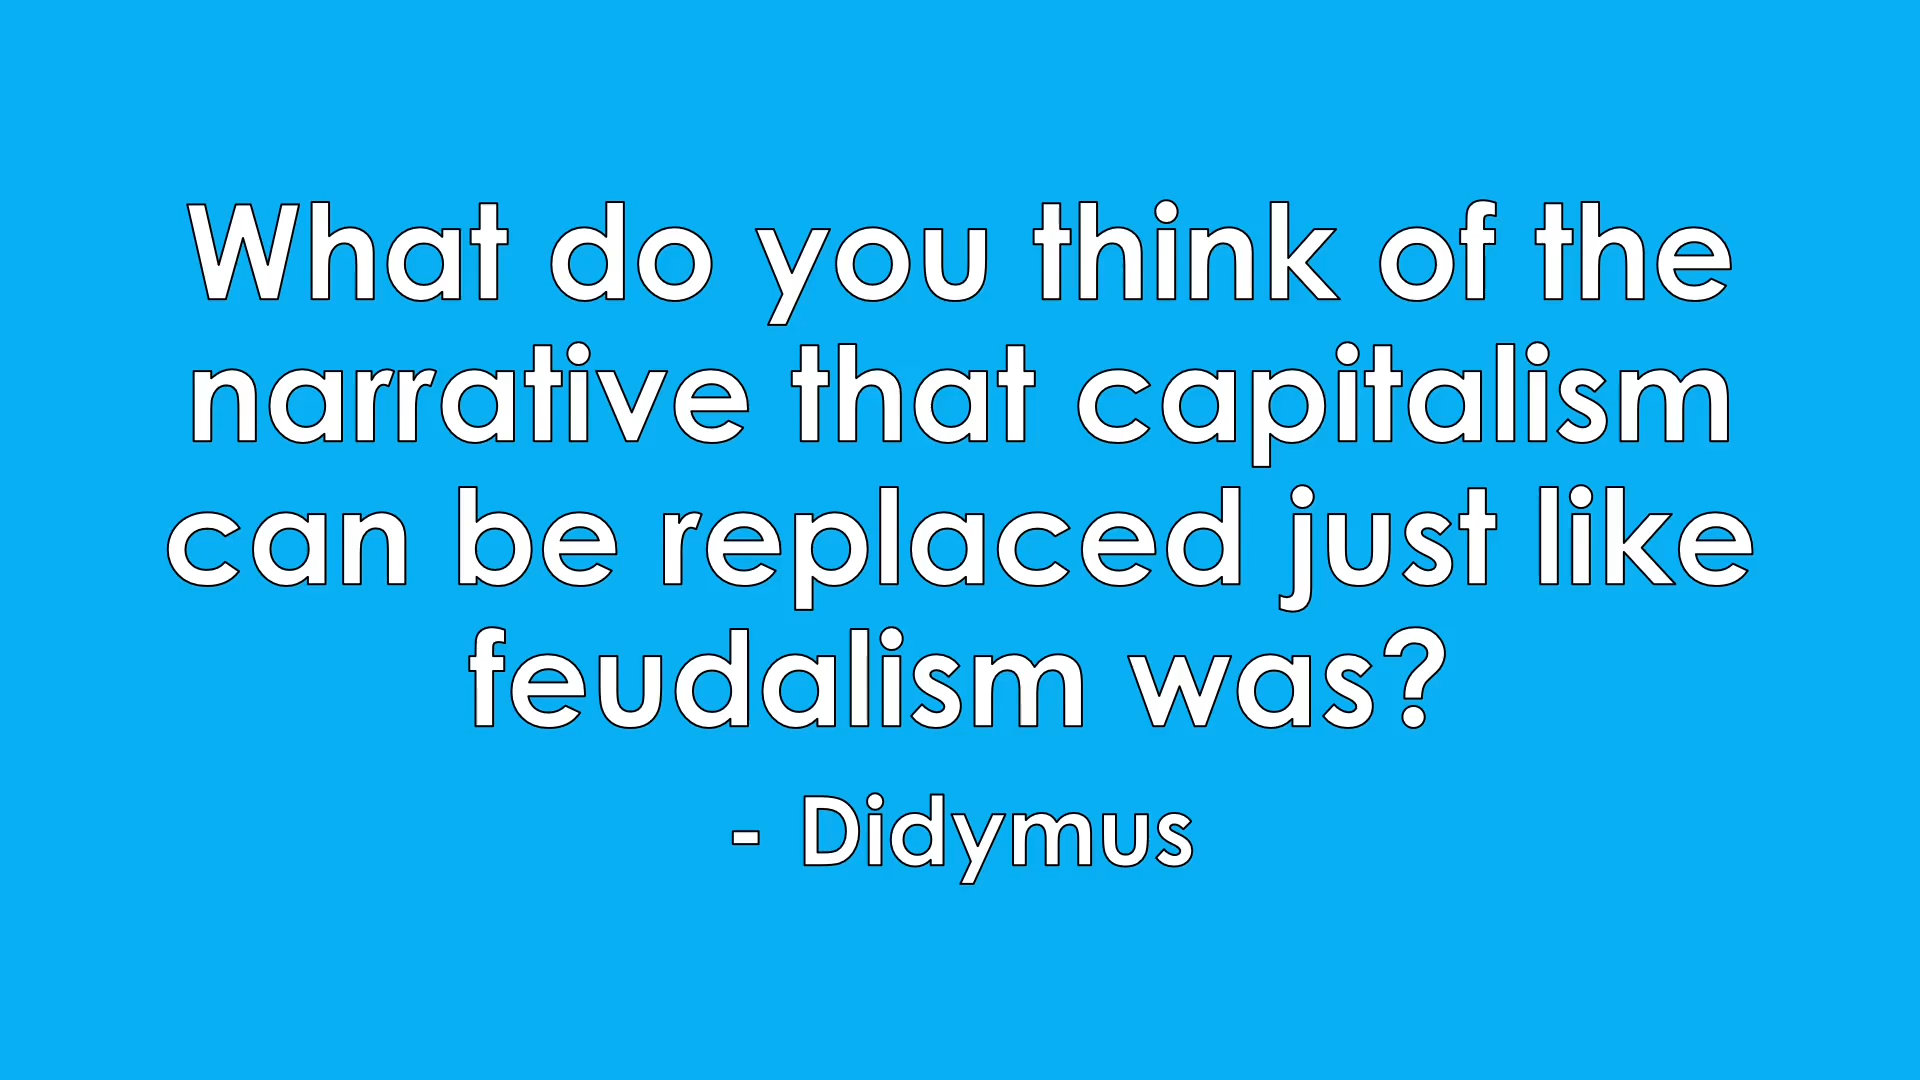 What do you think of the
narrative that capitalism
can be replaced just like
feudalism was?
- Didymus